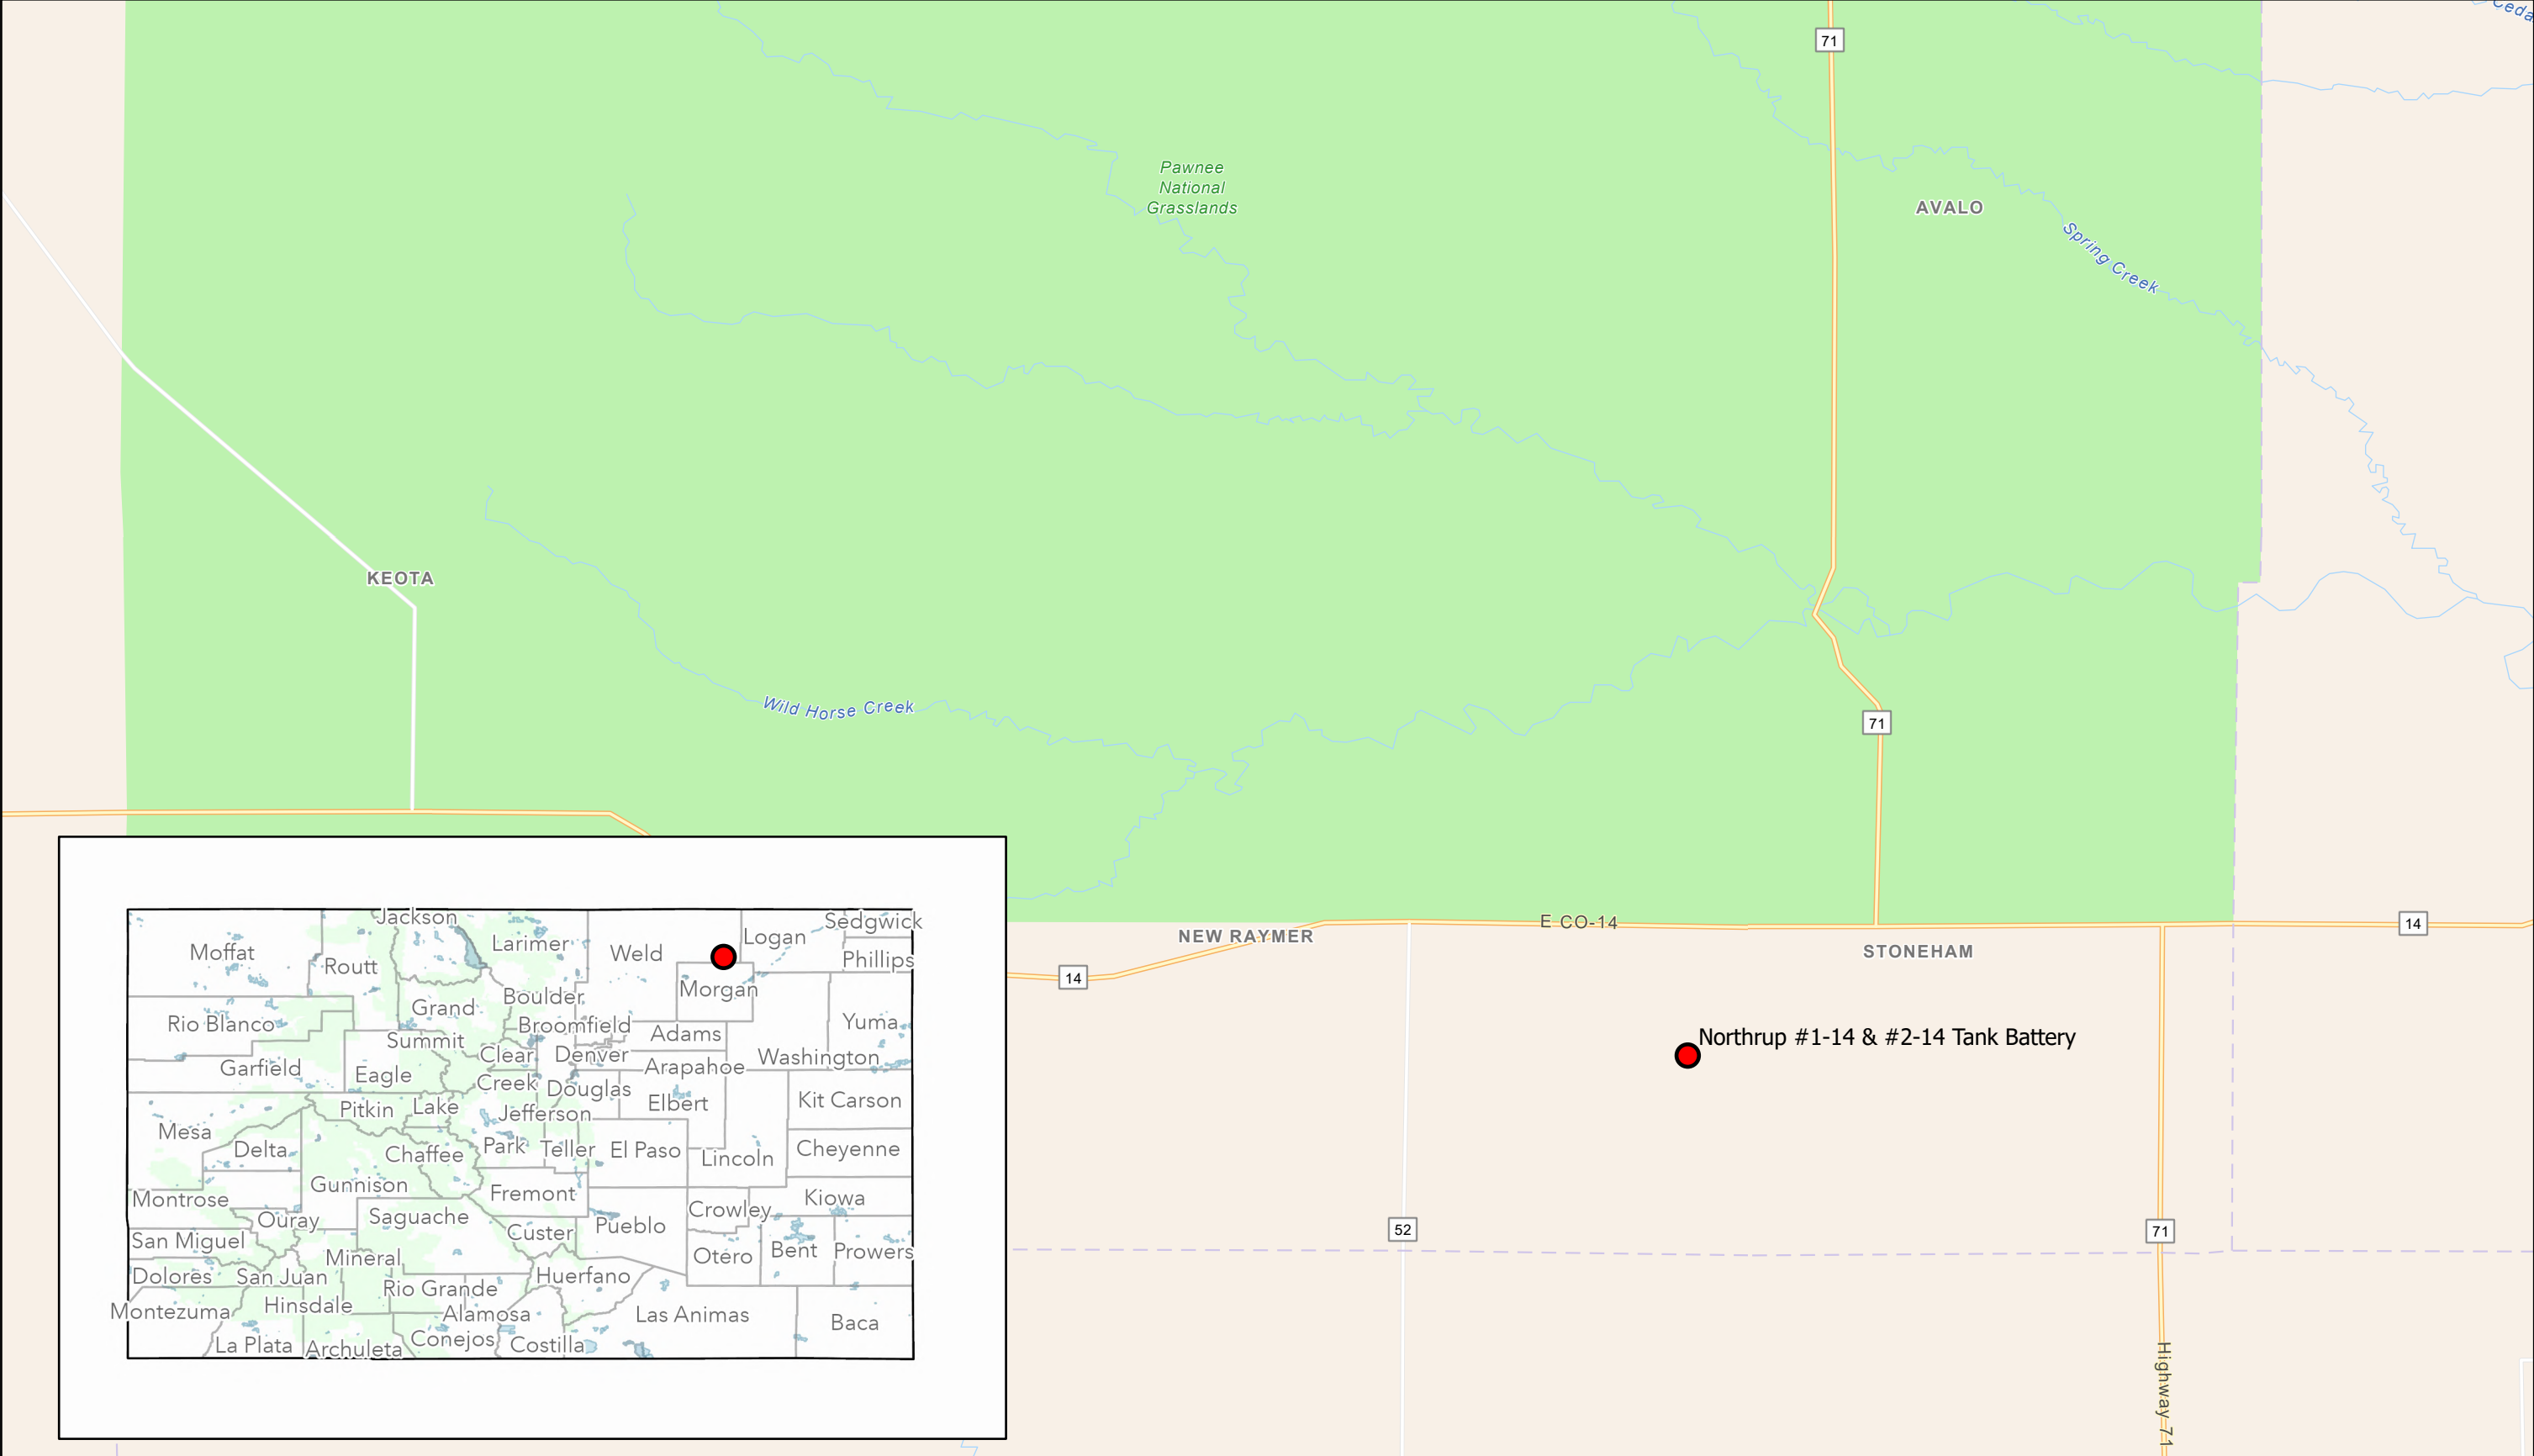 Ceda
71
Pawnee
National
Grasslands
AVALO
Spring Creek
KEOTA
Wild Horse Creek
71
NEW RAYMER
E CO-14
14
STONEHAM
14
Northrup #1-14 & #2-14 Tank Battery
52
71
Highway 71
Jackson
Sedgwick
Moffat
Larimer
Weld
Logan
Routt
Phillips
Morgan
Boulder
Grand
Rio Blanco
Broomfield
Yuma
Adams
Summit
Clear
Creek
Denver
Washington
Garfield
Arapahoe
Eagle
Douglas
Elbert
Kit Carson
Pitkin
Lake
Jefferson
Mesa
Delta
Chaffee
Park
Teller
El Paso
Lincoln
Cheyenne
Gunnison
Fremont
Montrose
Kiowa
Ouray
Saguache
Crowley
Pueblo
Custer
San Miguel
Mineral
Otero
Bent
Prowers
Dolores
San Juan
Huerfano
Rio Grande
Montezuma
Hinsdale
Alamosa
Las Animas
Baca
La Plata
Archuleta
Conejos
Costilla